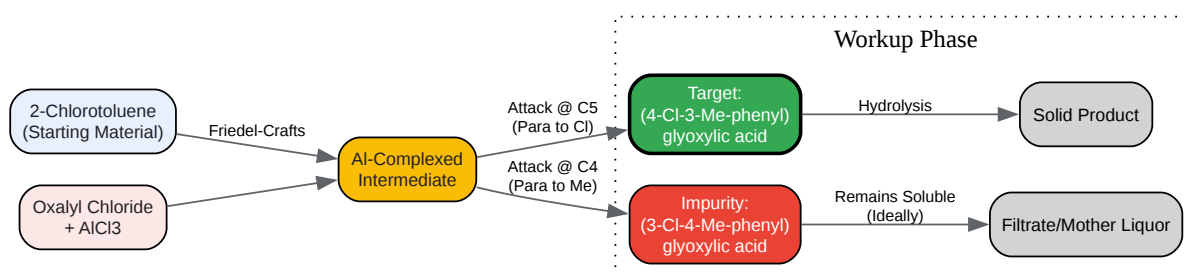 Workup Phase
2-Chlorotoluene
(Starting Material)
Friedel-Crafts
Oxalyl Chloride
+ AlCl3
Al-Complexed
Intermediate
Attack @ C5
(Para to Cl)
Attack @ C4
(Para to Me)
Target:
(4-Cl-3-Me-phenyl)
glyoxylic acid
Hydrolysis
Solid Product
Impurity:
(3-Cl-4-Me-phenyl)
glyoxylic acid
Remains Soluble
(Ideally)
Filtrate/Mother Liquor